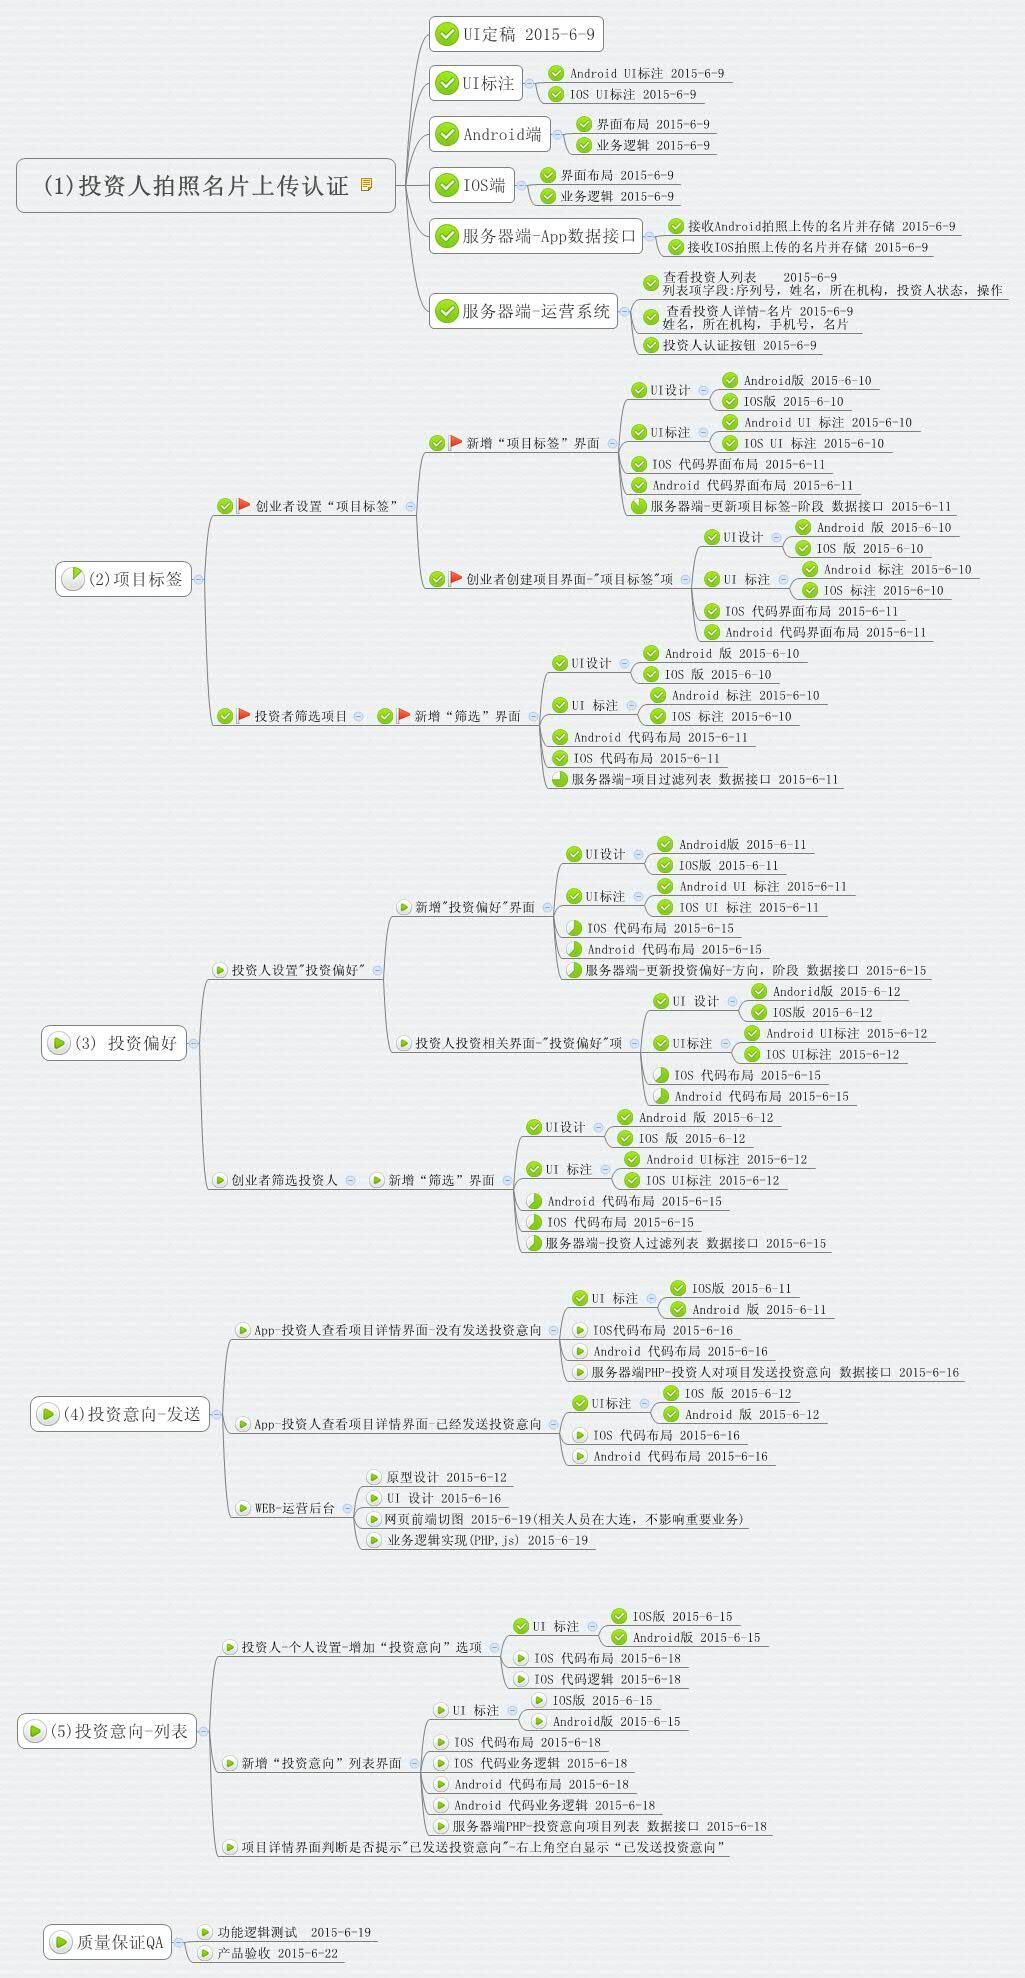 (1)投资人拍照名片上传认证
UI定稿 2015-6-9
UI标注
Android UI标注 2015-6-9
IOS UI标注 2015-6-9
Android端
界面布局 2015-6-9
业务逻辑 2015-6-9
IOS端
界面布局 2015-6-9
业务逻辑 2015-6-9
服务器端-App数据接口
接收Android拍照上传的名片并存储 2015-6-9
接收IOS拍照上传的名片并存储 2015-6-9
服务器端-运营系统
查看投资人列表 2015-6-9
列表项字段:序列号，姓名，所在机构，投资人状态，操作
查看投资人详情-名片 2015-6-9
姓名，所在机构，手机号，名片
投资人认证按钮 2015-6-9
(2)项目标签
创业者设置“项目标签”
新增“项目标签”界面
UI设计
Android版 2015-6-10
IOS版 2015-6-10
UI标注
Android UI 标注 2015-6-10
IOS UI 标注 2015-6-10
IOS 代码界面布局 2015-6-11
Android 代码界面布局 2015-6-11
服务器端-更新项目标签-阶段 数据接口 2015-6-11
创业者创建项目界面-"项目标签"项
UI设计
Android 版 2015-6-10
IOS 版 2015-6-10
UI 标注
Android 标注 2015-6-10
IOS 标注 2015-6-10
IOS 代码界面布局 2015-6-11
Android 代码界面布局 2015-6-11
投资者筛选项目
新增“筛选”界面
UI设计
Android 版 2015-6-10
IOS 版 2015-6-10
UI 标注
Android 标注 2015-6-10
IOS 标注 2015-6-10
Android 代码布局 2015-6-11
IOS 代码布局 2015-6-11
服务器端-项目过滤列表 数据接口 2015-6-11
(3) 投资偏好
投资人设置"投资偏好"
新增"投资偏好"界面
UI设计
Android版 2015-6-11
IOS版 2015-6-11
UI标注
Android UI 标注 2015-6-11
IOS UI 标注 2015-6-11
IOS 代码布局 2015-6-15
Android 代码布局 2015-6-15
服务器端-更新投资偏好-方向，阶段 数据接口 2015-6-15
投资人投资相关界面-"投资偏好"项
UI 设计
Andorid版 2015-6-12
IOS版 2015-6-12
UI标注
Android UI标注 2015-6-12
IOS UI标注 2015-6-12
IOS 代码布局 2015-6-15
Android 代码布局 2015-6-15
创业者筛选投资人
新增“筛选”界面
UI设计
Android 版 2015-6-12
IOS 版 2015-6-12
UI 标注
Android UI标注 2015-6-12
IOS UI标注 2015-6-12
Android 代码布局 2015-6-15
IOS 代码布局 2015-6-15
服务器端-投资人过滤列表 数据接口 2015-6-15
(4)投资意向-发送
App-投资人查看项目详情界面-没有发送投资意向
UI 标注
IOS版 2015-6-11
Android 版 2015-6-11
IOS代码布局 2015-6-16
Android 代码布局 2015-6-16
服务器端PHP-投资人对项目发送投资意向 数据接口 2015-6-16
App-投资人查看项目详情界面-已经发送投资意向
UI标注
IOS 版 2015-6-12
Android 版 2015-6-12
IOS 代码布局 2015-6-16
Android 代码布局 2015-6-16
WEB-运营后台
原型设计 2015-6-12
UI 设计 2015-6-16
网页前端切图 2015-6-19(相关人员在大连，不影响重要业务)
业务逻辑实现(PHP,js) 2015-6-19
(5)投资意向-列表
投资人-个人设置-增加“投资意向”选项
UI 标注
IOS版 2015-6-15
Android版 2015-6-15
IOS 代码布局 2015-6-18
IOS 代码逻辑 2015-6-18
新增“投资意向”列表界面
UI 标注
IOS版 2015-6-15
Android版 2015-6-15
IOS 代码布局 2015-6-18
IOS 代码业务逻辑 2015-6-18
Android 代码布局 2015-6-18
Android 代码业务逻辑 2015-6-18
服务器端PHP-投资意向项目列表 数据接口 2015-6-18
项目详情界面判断是否提示"已发送投资意向"-右上角空白显示“已发送投资意向”
质量保证QA
功能逻辑测试 2015-6-19
产品验收 2015-6-22